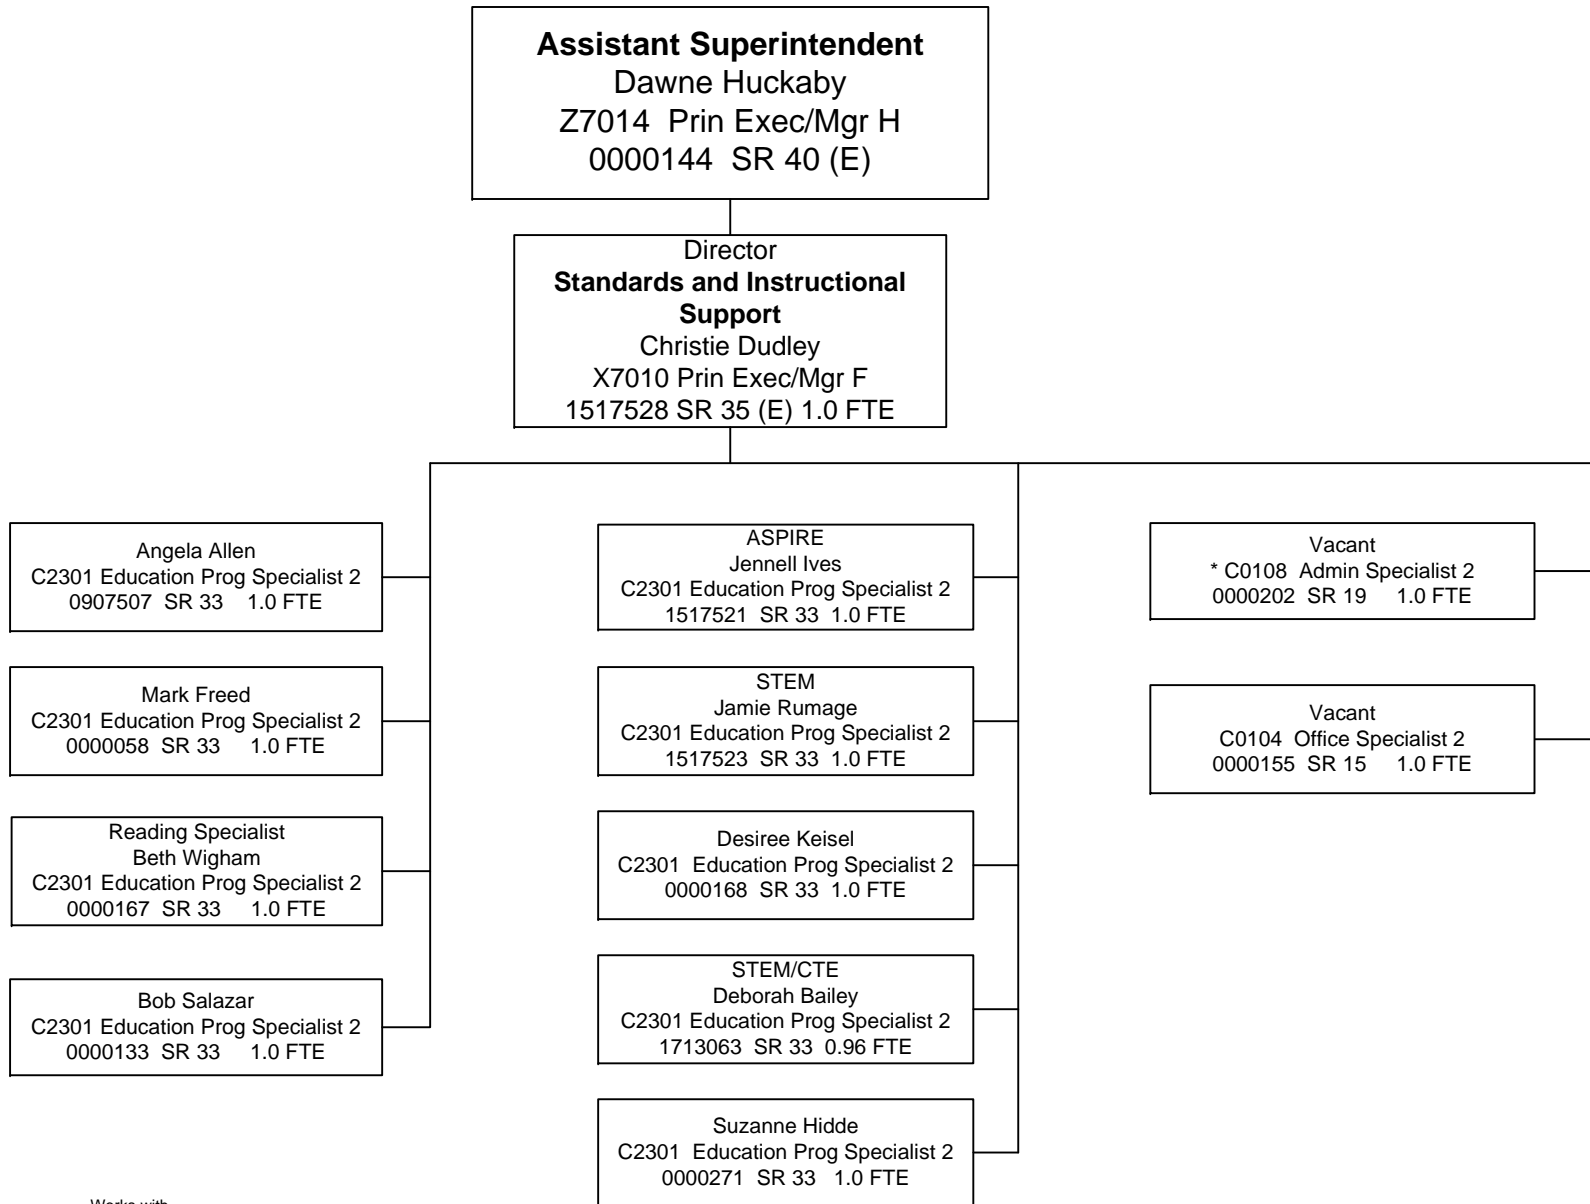 Assistant Superintendent
Dawne Huckaby
Z7014 Prin Exec/Mgr H
0000144 SR 40 (E)
Director
Standards and Instructional
Support
Christie Dudley
X7010 Prin Exec/Mgr F
1517528 SR 35 (E) 1.0 FTE
Angela Allen
C2301 Education Prog Specialist 2
0907507 SR 33 1.0 FTE
Mark Freed
C2301 Education Prog Specialist 2
0000058 SR 33 1.0 FTE
Reading Specialist
Beth Wigham
C2301 Education Prog Specialist 2
0000167 SR 33 1.0 FTE
Bob Salazar
C2301 Education Prog Specialist 2
0000133 SR 33 1.0 FTE
ASPIRE
Jennell Ives
C2301 Education Prog Specialist 2
1517521 SR 33 1.0 FTE
STEM
Jamie Rumage
C2301 Education Prog Specialist 2
1517523 SR 33 1.0 FTE
Desiree Keisel
C2301 Education Prog Specialist 2
0000168 SR 33 1.0 FTE
STEM/CTE
Deborah Bailey
C2301 Education Prog Specialist 2
1713063 SR 33 0.96 FTE
Suzanne Hidde
C2301 Education Prog Specialist 2
0000271 SR 33 1.0 FTE
Vacant
* C0108 Admin Specialist 2
0000202 SR 19 1.0 FTE
Vacant
C0104 Office Specialist 2
0000155 SR 15 1.0 FTE
Works with